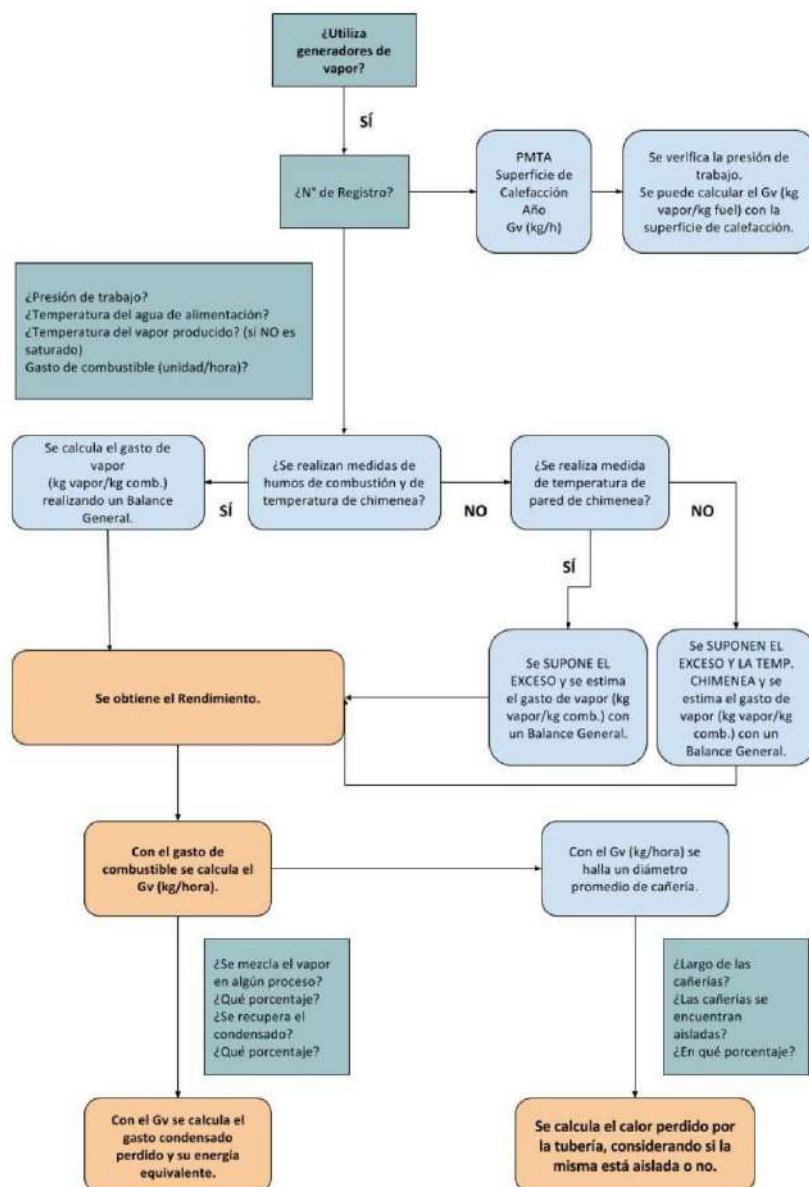 ¿Utiliza
generadores de
vapor?
SÍ
¿N° de Registro?
PMTA
Superficie de
Calefacción
Año
Gv (kg/h)
Se verifica la presión de
trabajo.
Se puede calcular el Gv (kg
vapor/kg fuel) con la
superficie de calefacción.
¿Presión de trabajo?
¿Temperatura del agua de alimentación?
¿Temperatura del vapor producido? (si NO es
saturado)
Gasto de combustible (unidad/hora)?
Se calcula el gasto de
vapor
(kg vapor/kg comb.)
realizando un Balance
General.
SÍ
¿Se realizan medidas de
humos de combustión y de
temperatura de chimenea?
NO
¿Se realiza medida
de temperatura de
pared de chimenea?
NO
SÍ
Se obtiene el Rendimiento.
Se SUPONE EL
EXCESO y se estima
el gasto de vapor (kg
vapor/kg comb.) con
un Balance General.
Se SUPONEN EL
EXCESO Y LA TEMP.
CHIMENEA y se
estima el gasto de
vapor (kg vapor/kg
comb.) con un
Balance General.
Con el gasto de
combustible se calcula el
Gv (kg/hora).
Con el Gv (kg/hora) se
halla un diámetro
promedio de cañería.
¿Se mezcla el vapor
en algún proceso?
¿Qué porcentaje?
¿Se recupera el
condensado?
¿Qué porcentaje?
¿Largo de las
cañerías?
¿Las cañerías se
encuentran
aisladas?
¿En qué porcentaje?
Con el Gv se calcula el
gasto condensado
perdido y su energía
equivalente.
Se calcula el calor perdido por
la tubería, considerando si la
misma está aislada o no.